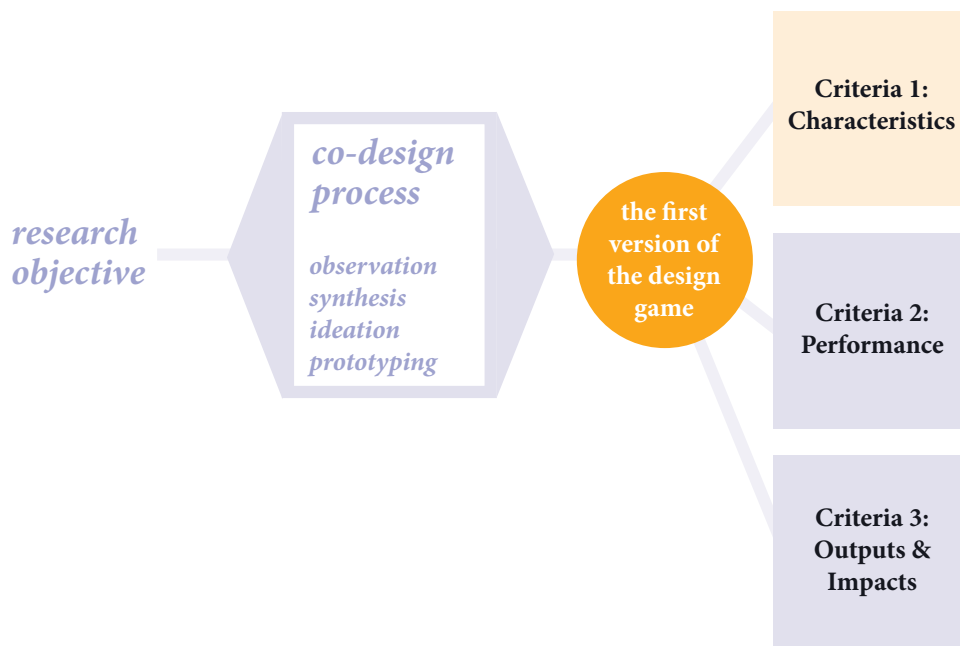 research
objective
co-design
process
observation
synthesis
ideation
prototyping
the first
version of
the design
game
Criteria 1:
Characteristics
Criteria 2:
Performance
Criteria 3:
Outputs &
Impacts